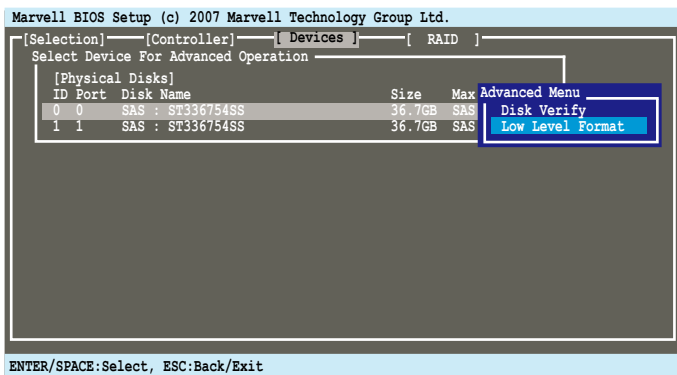 Marvell BIOS Setup (c) 2007 Marvell Technology Group Ltd.
[Selection] [Controller] [ Devices ] [ RAID ]
Select Device For Advanced Operation
[Physical Disks]
ID Port Disk Name Size Max
0 0 SAS : ST336754SS 36.7GB SAS
1 1 SAS : ST336754SS 36.7GB SAS
Advanced Menu
Disk Verify
Low Level Format
ENTER/SPACE:Select, ESC:Back/Exit